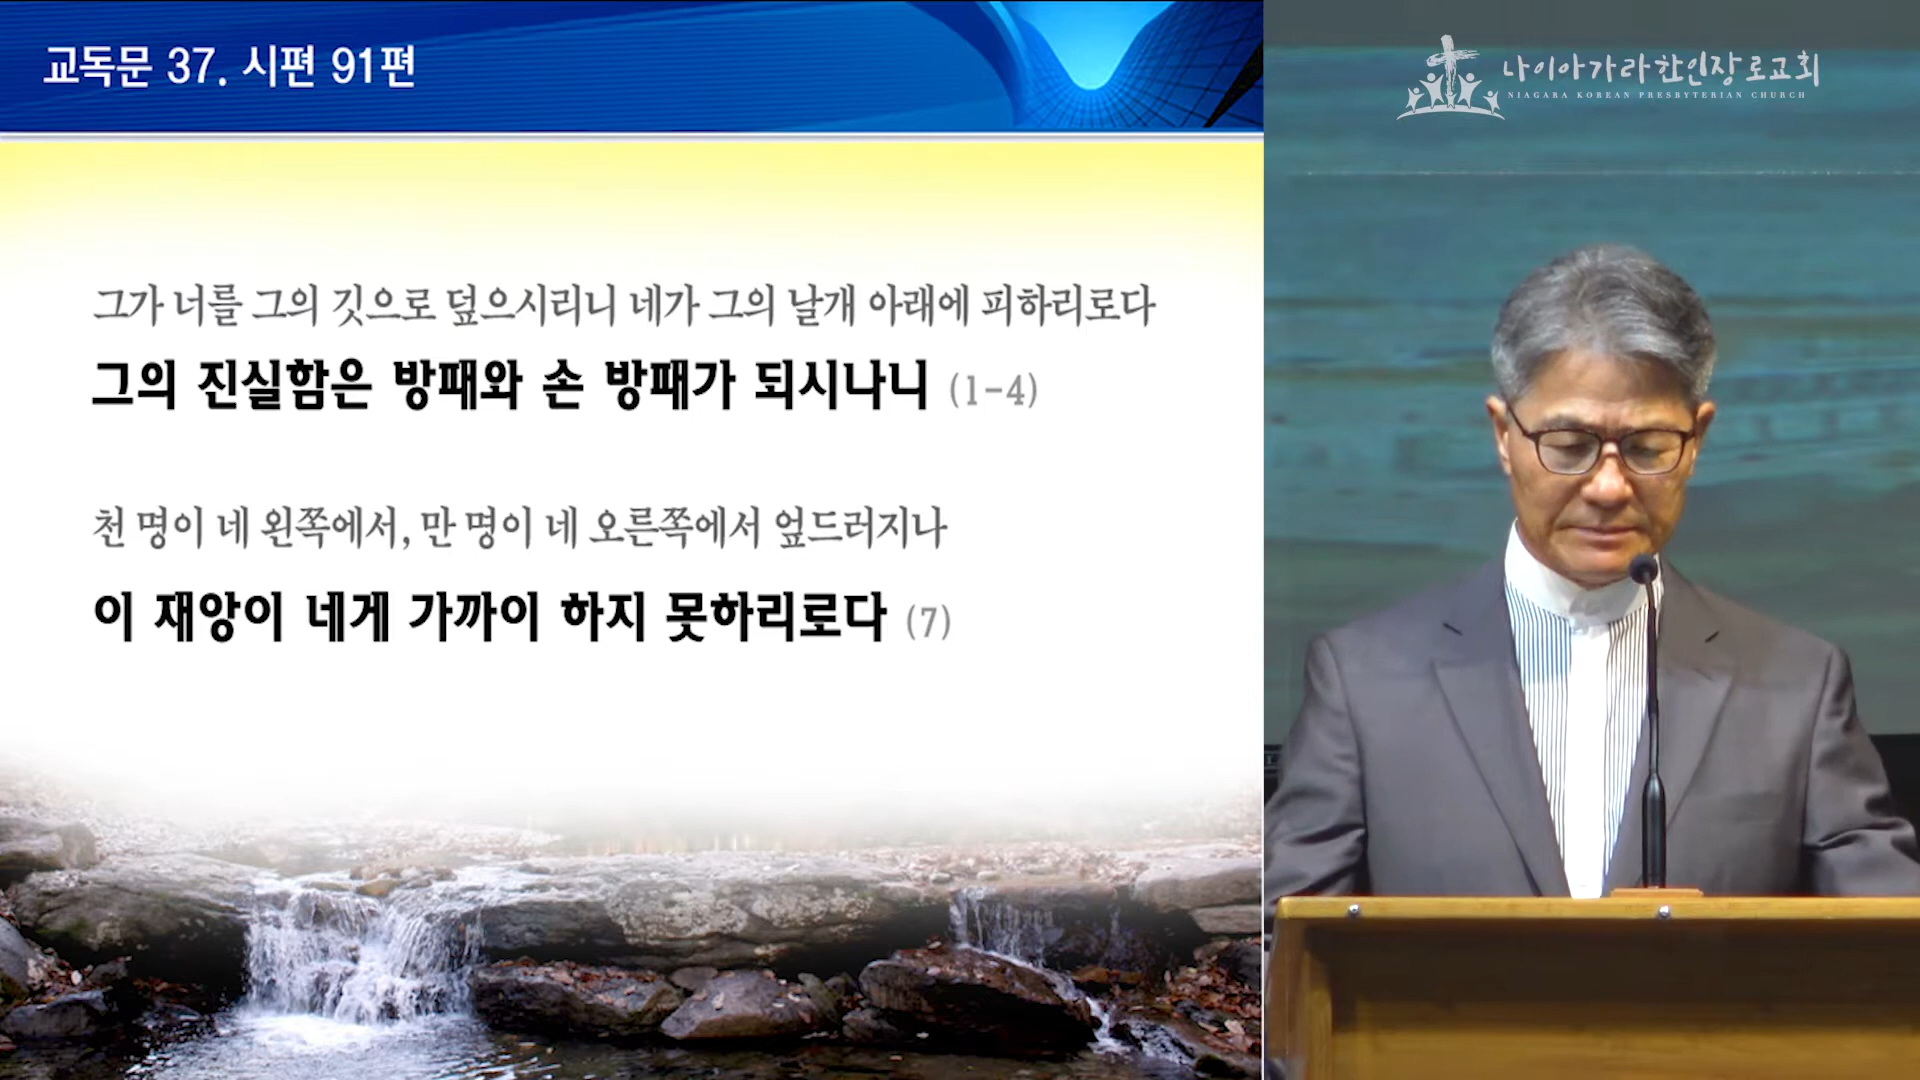 교독문 37. 시편 91편
그가 너를 그의 깃으로 덮으시리니 네가 그의 날개 아래에 피하리로다
그의 진실함은 방패와 손 방패가 되시나니 (1-4)
천 명이 네 왼쪽에서, 만 명이 네 오른쪽에서 엎드러지나
이 재앙이 네게 가까이 하지 못하리로다 (7)
나이아가라한인장로교회
NIAGARA KOREAN PRESBYTERIAN CHURCH